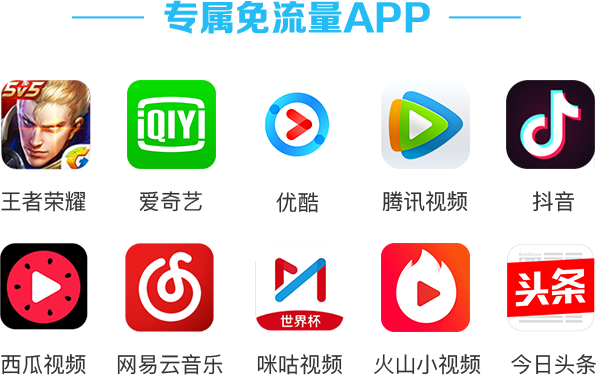 专属免流量APP
5v5
iQIYI
王者荣耀 爱奇艺 优酷 腾讯视频 抖音
世界杯
头条
西瓜视频 网易云音乐 咪咕视频 火山小视频 今日头条